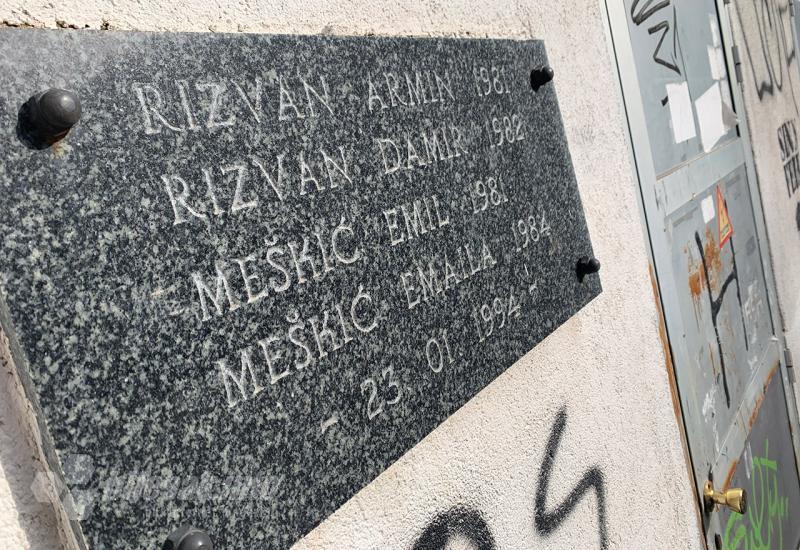 RIZVAN ARMIN 1981
RIZVAN DAMIR 1982
MEŠKIĆ EMIL 1981
MEŠKIĆ EMAJLA 1984
- 23 01 1994 -